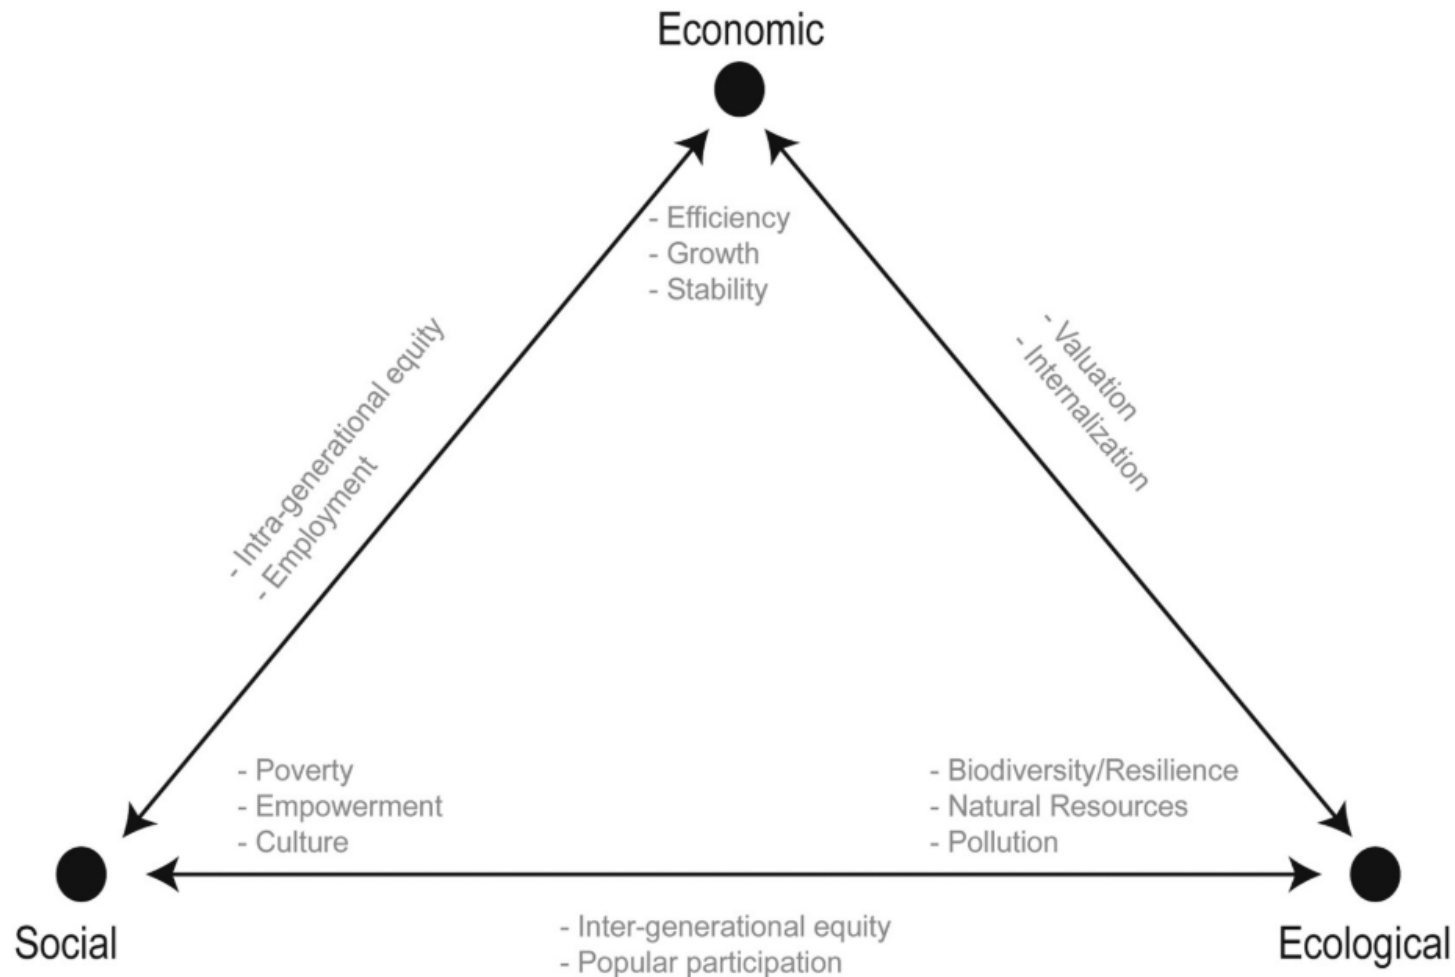 Economic
- Efficiency
- Growth
- Stability
- Valuation
- Internalization
- Intra-generational equity
- Employment
- Poverty
- Empowerment
- Culture
- Biodiversity/Resilience
- Natural Resources
- Pollution
Social
- Inter-generational equity
- Popular participation
Ecological